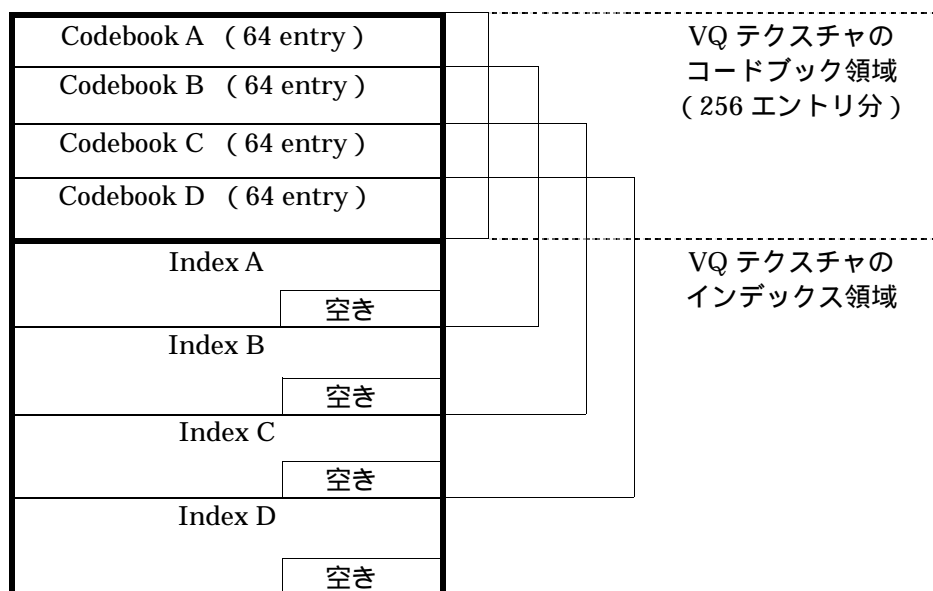 Codebook A ( 64 entry )
Codebook B ( 64 entry )
Codebook C ( 64 entry )
Codebook D ( 64 entry )
Index A
空き
Index B
空き
Index C
空き
Index D
空き
VQ テクスチャの
コードブック領域
( 256 エントリ分 )
VQ テクスチャの
インデックス領域